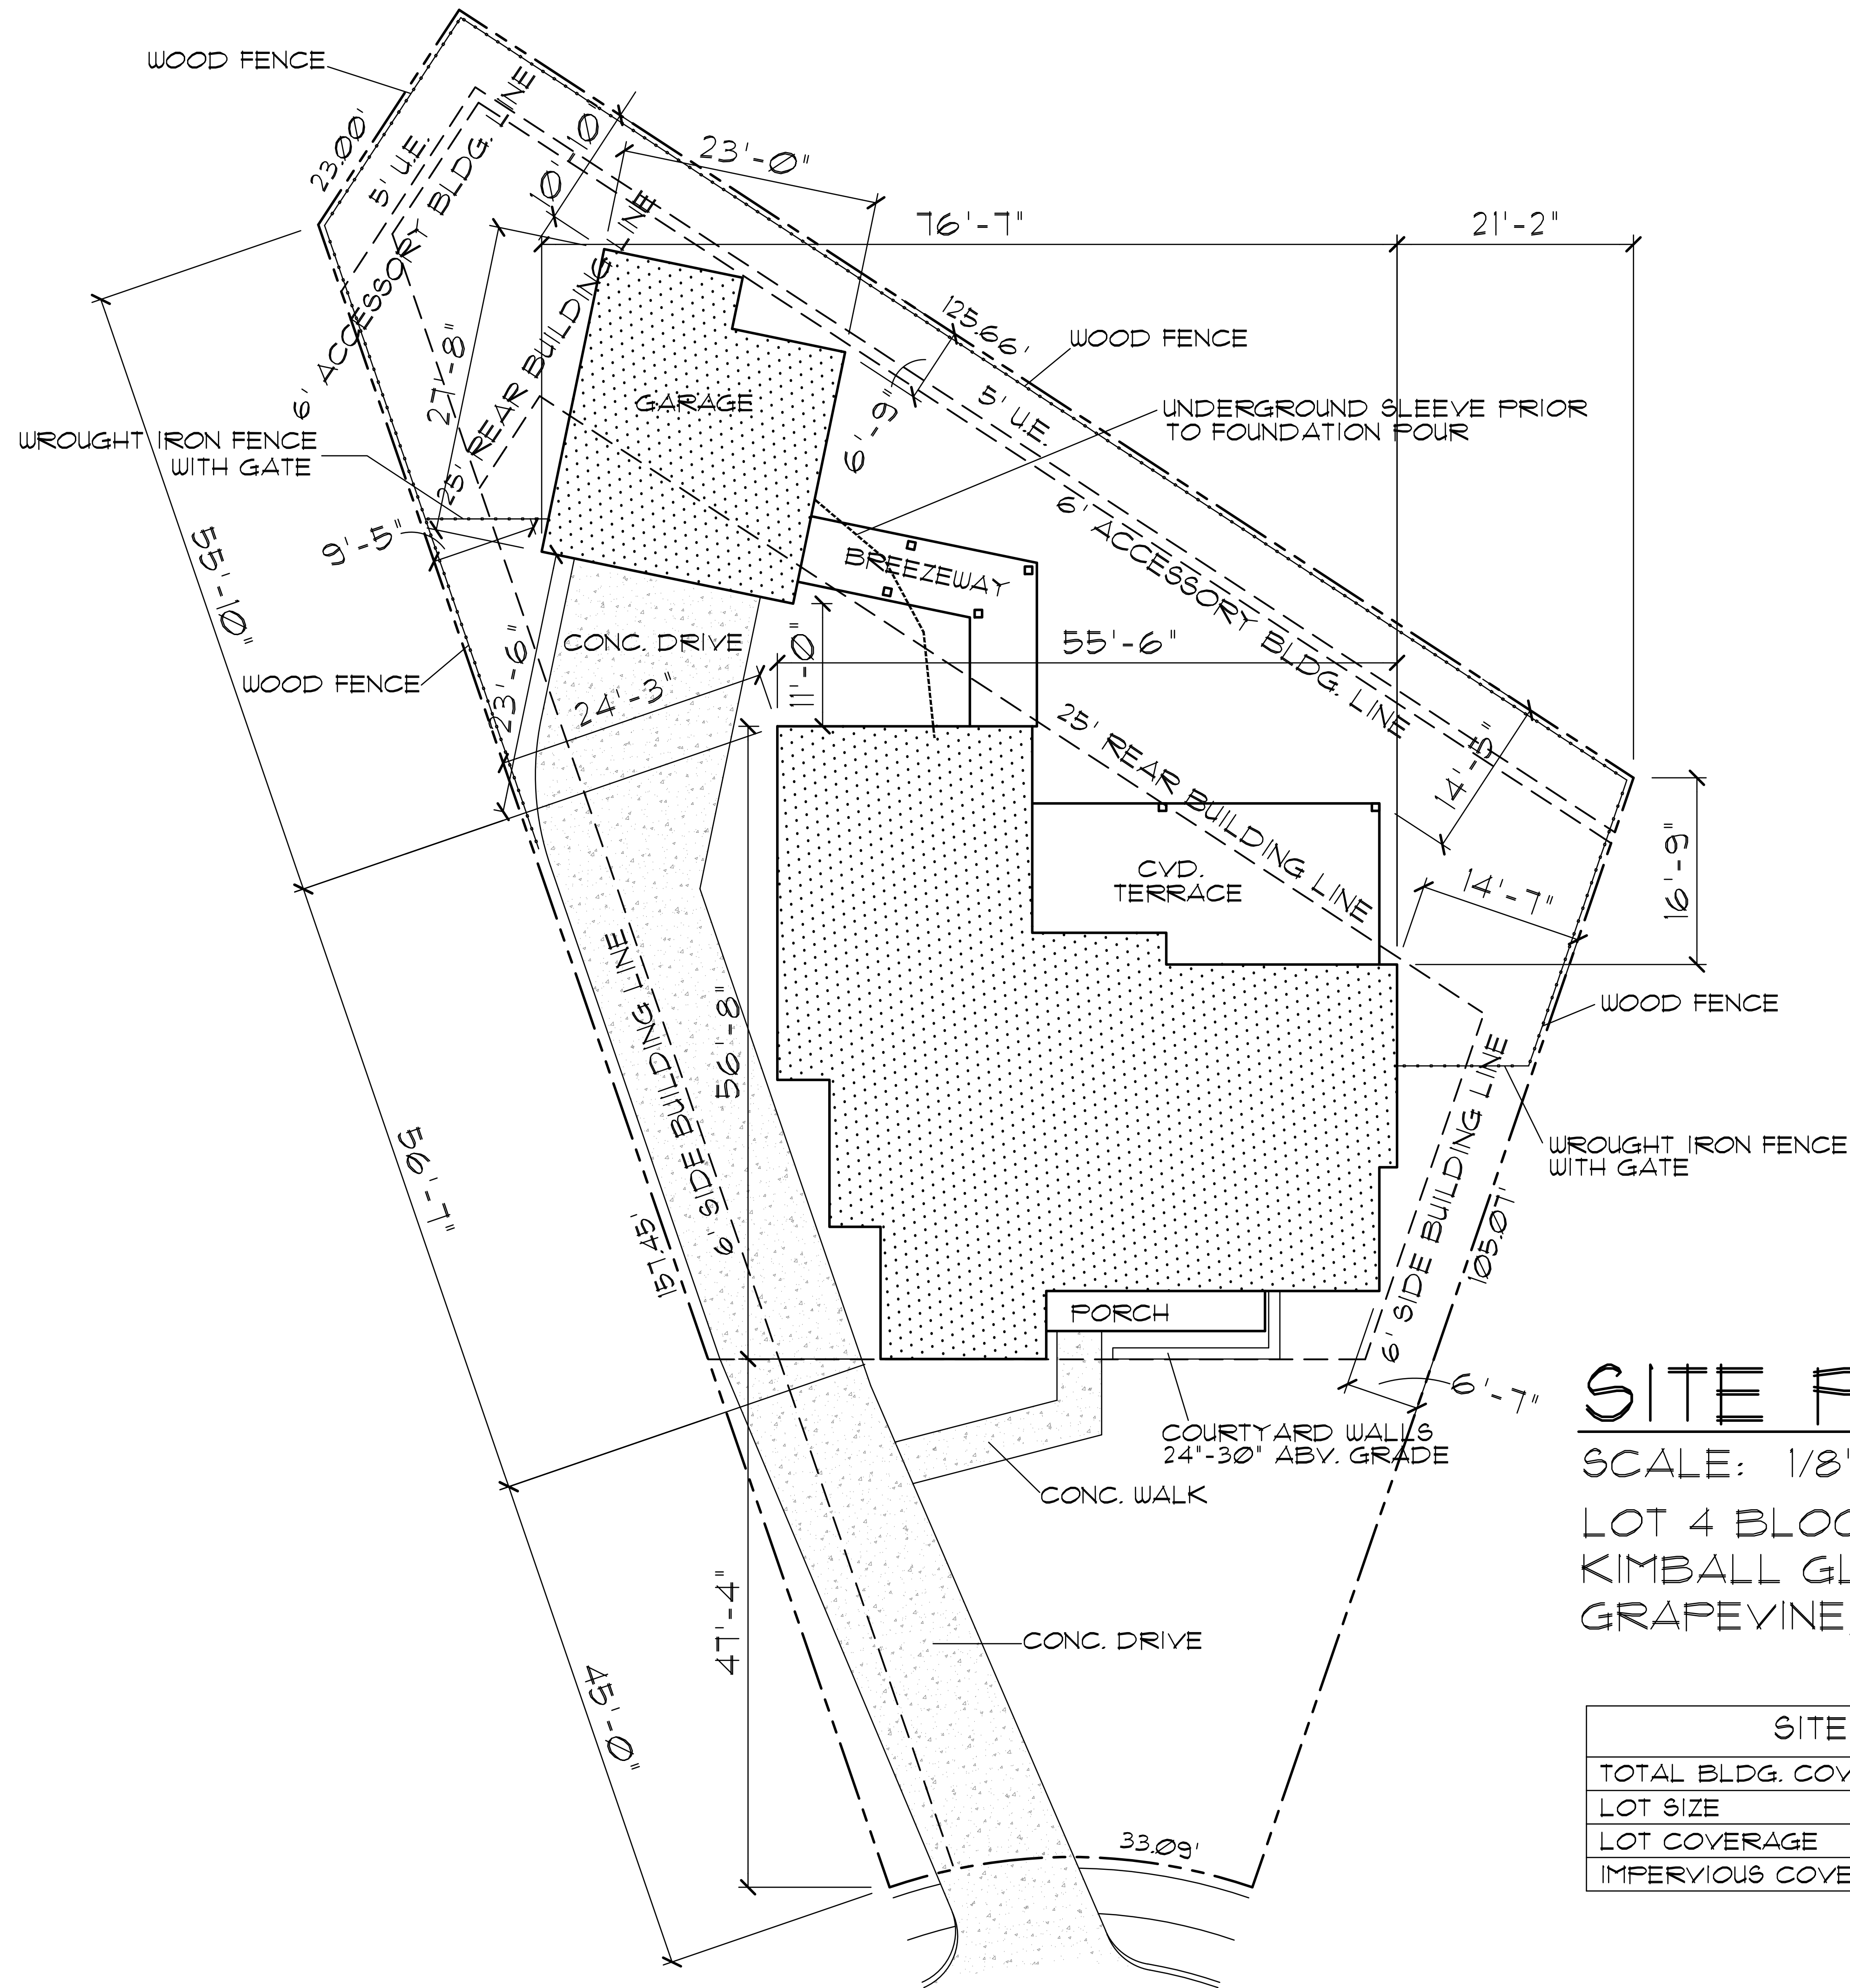 WOOD FENCE
23.00'
5' U.E.
6' ACCESSORY BLDG. LINE
10'-10"
23'-0"
76'-7"
21'-2"
125.66'
WOOD FENCE
5' U.E.
UNDERGROUND SLEEVE PRIOR
TO FOUNDATION POUR
27'-8"
25' REAR BUILDING LINE
GARAGE
6'-9"
WROUGHT IRON FENCE
WITH GATE
9'-5"
55'-10"
BREEZEWAY
6' ACCESSORY BLDG. LINE
CONC. DRIVE
11'-0"
55'-6"
WOOD FENCE
23'-6"
24'-3"
25' REAR BUILDING LINE
14'-5"
16'-9"
CVD.
TERRACE
14'-7"
WOOD FENCE
6' SIDE BUILDING LINE
56'-8"
56'-7"
157.45'
WROUGHT IRON FENCE
WITH GATE
6' SIDE BUILDING LINE
105.07'
PORCH
6'-7"
COURTYARD WALLS
24"-30" ABV. GRADE
CONC. WALK
47'-4"
CONC. DRIVE
45'-0"
33.09'
SITE P
SCALE: 1/8"
LOT 4 BLOC
KIMBALL GL
GRAPEVINE,
SITE
TOTAL BLDG. COV
LOT SIZE
LOT COVERAGE
IMPERVIOUS COVE